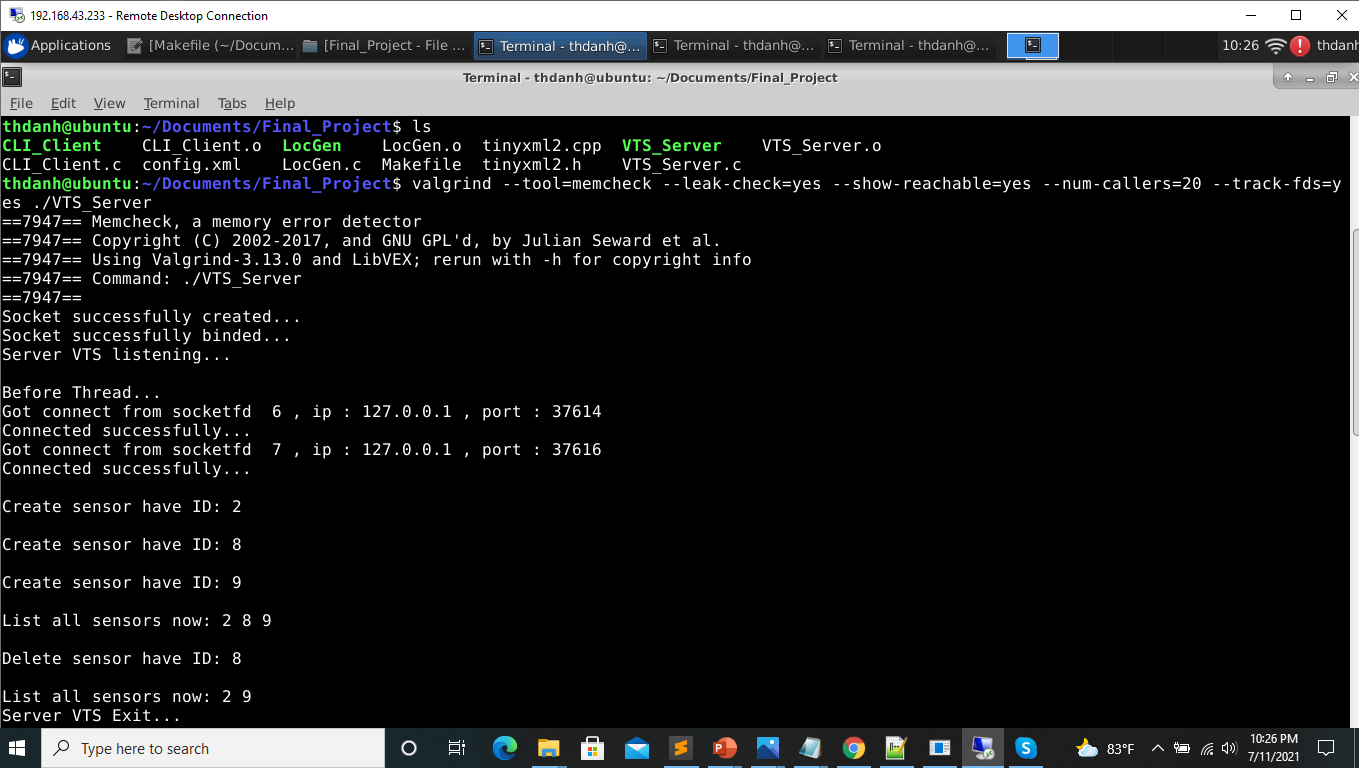 192.168.43.233 - Remote Desktop Connection
Applications [Makefile (~/Docum... [Final_Project - File ... Terminal - thdanh@... Terminal - thdanh@... Terminal - thdanh@... 10:26 thdanh
Terminal - thdanh@ubuntu: ~/Documents/Final_Project
File Edit View Terminal Tabs Help
thdanh@ubuntu:~/Documents/Final_Project$ ls
CLI_Client CLI_Client.o LocGen LocGen.o tinyxml2.cpp VTS_Server VTS_Server.o
CLI_Client.c config.xml LocGen.c Makefile tinyxml2.h VTS_Server.c
thdanh@ubuntu:~/Documents/Final_Project$ valgrind --tool=memcheck --leak-check=yes --show-reachable=yes --num-callers=20 --track-fds=y
es ./VTS_Server
==7947== Memcheck, a memory error detector
==7947== Copyright (C) 2002-2017, and GNU GPL'd, by Julian Seward et al.
==7947== Using Valgrind-3.13.0 and LibVEX; rerun with -h for copyright info
==7947== Command: ./VTS_Server
==7947==
Socket successfully created...
Socket successfully binded...
Server VTS listening...
Before Thread...
Got connect from socketfd  6 , ip : 127.0.0.1 , port : 37614
Connected successfully...
Got connect from socketfd  7 , ip : 127.0.0.1 , port : 37616
Connected successfully...
Create sensor have ID: 2
Create sensor have ID: 8
Create sensor have ID: 9
List all sensors now: 2 8 9
Delete sensor have ID: 8
List all sensors now: 2 9
Server VTS Exit...
Type here to search 83°F 10:26 PM
7/11/2021